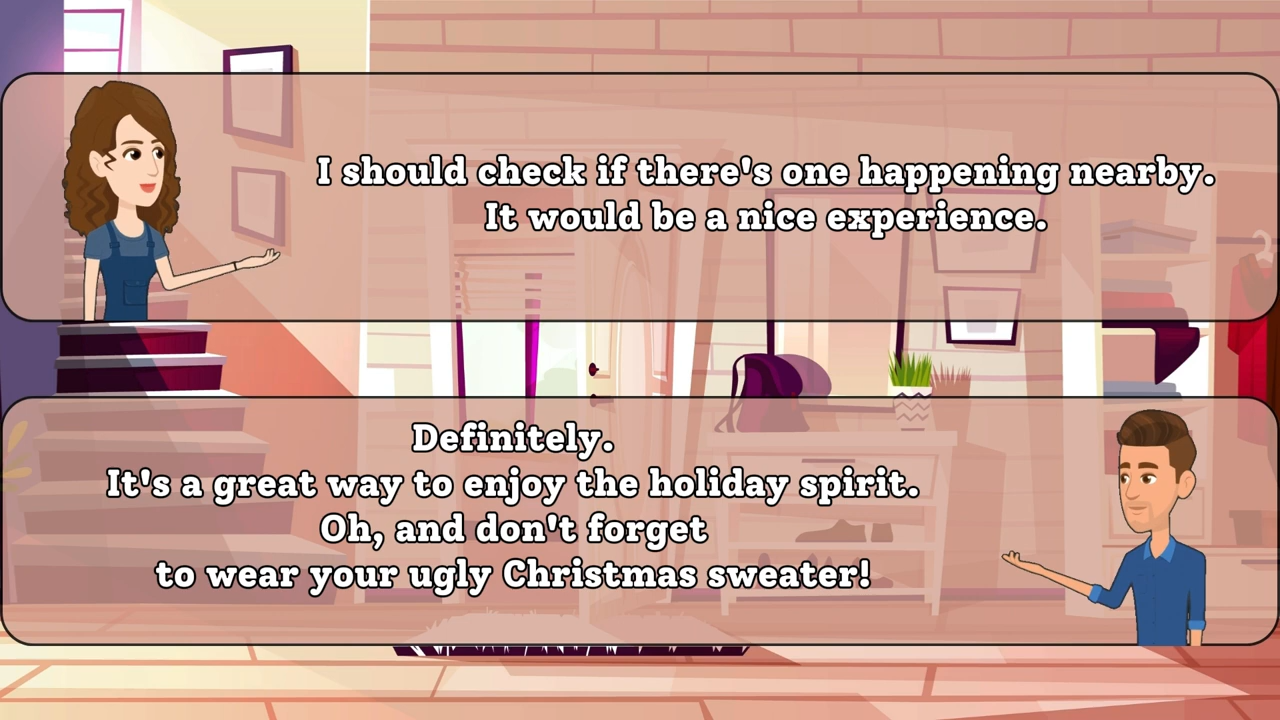 I should check if there's one happening nearby.
It would be a nice experience.
Definitely.
It's a great way to enjoy the holiday spirit.
Oh, and don't forget
to wear your ugly Christmas sweater!